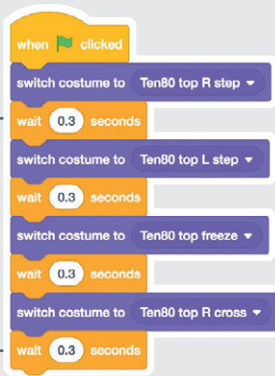 when clicked
switch costume to Ten80 top R step
wait 0.3 seconds
switch costume to Ten80 top L step
wait 0.3 seconds
switch costume to Ten80 top freeze
wait 0.3 seconds
switch costume to Ten80 top R cross
wait 0.3 seconds